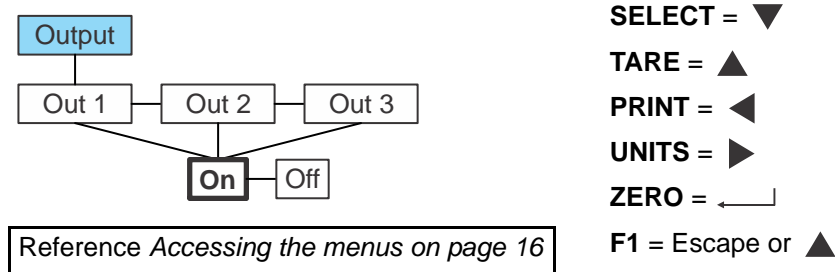 Output
Out 1
Out 2
Out 3
On
Off
Reference Accessing the menus on page 16
SELECT =
TARE =
PRINT =
UNITS =
ZERO =
F1 = Escape or